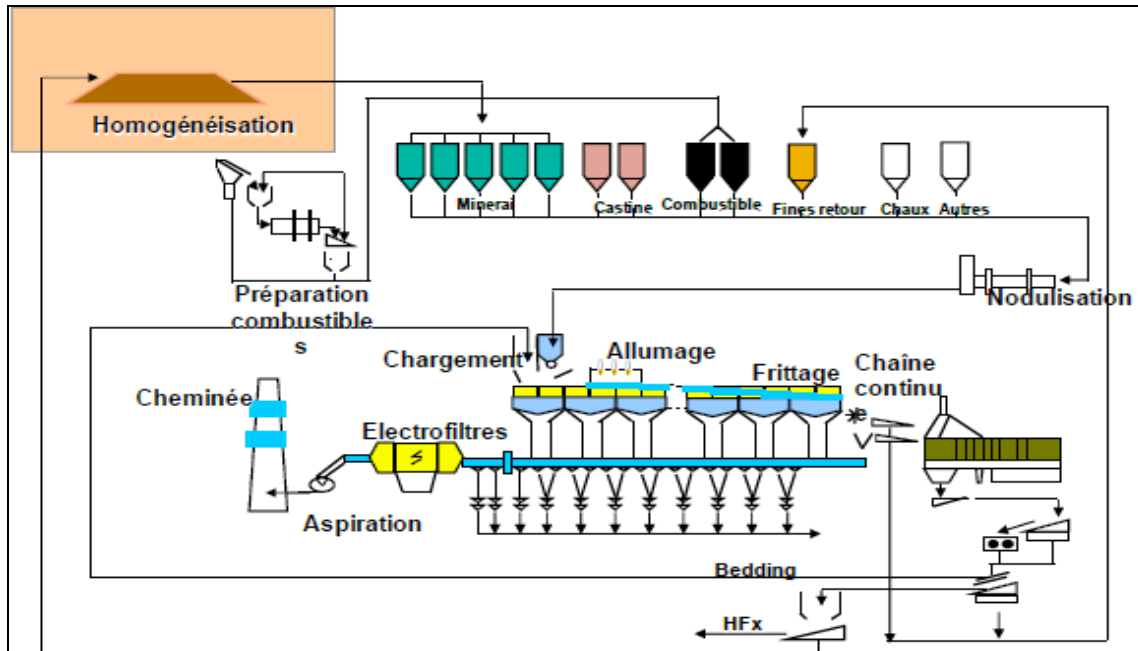 Homogénéisation
Minerai
Castine
Combustible
Fines retour
Chaux
Autres
Préparation
combustible
s
Nodulisation
Chargement
Allumage
Frittage
Chaîne
continu
e
Cheminée
Electrofiltres
Aspiration
Bedding
HFx